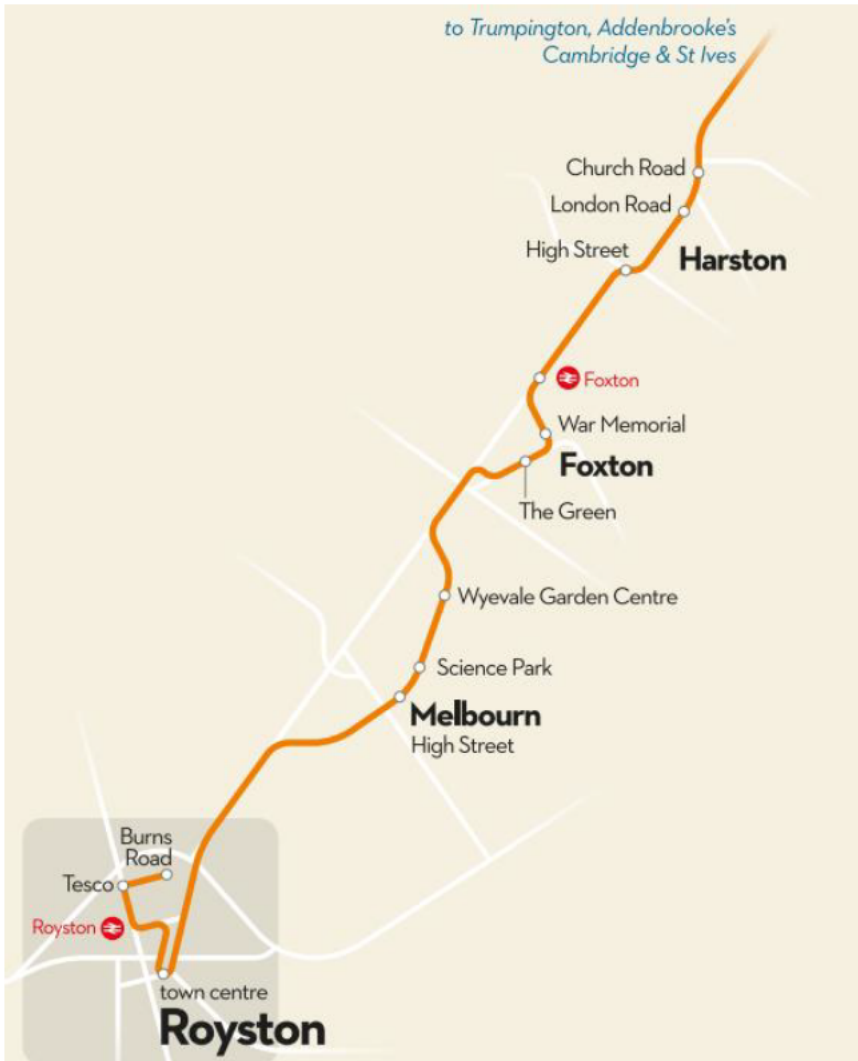 to Trumpington, Addenbrooke's
Cambridge & St Ives
Church Road
London Road
High Street
Harston
Foxton
War Memorial
Foxton
The Green
Wyevale Garden Centre
Science Park
Melbourn
High Street
Burns
Road
Tesco
Royston
town centre
Royston